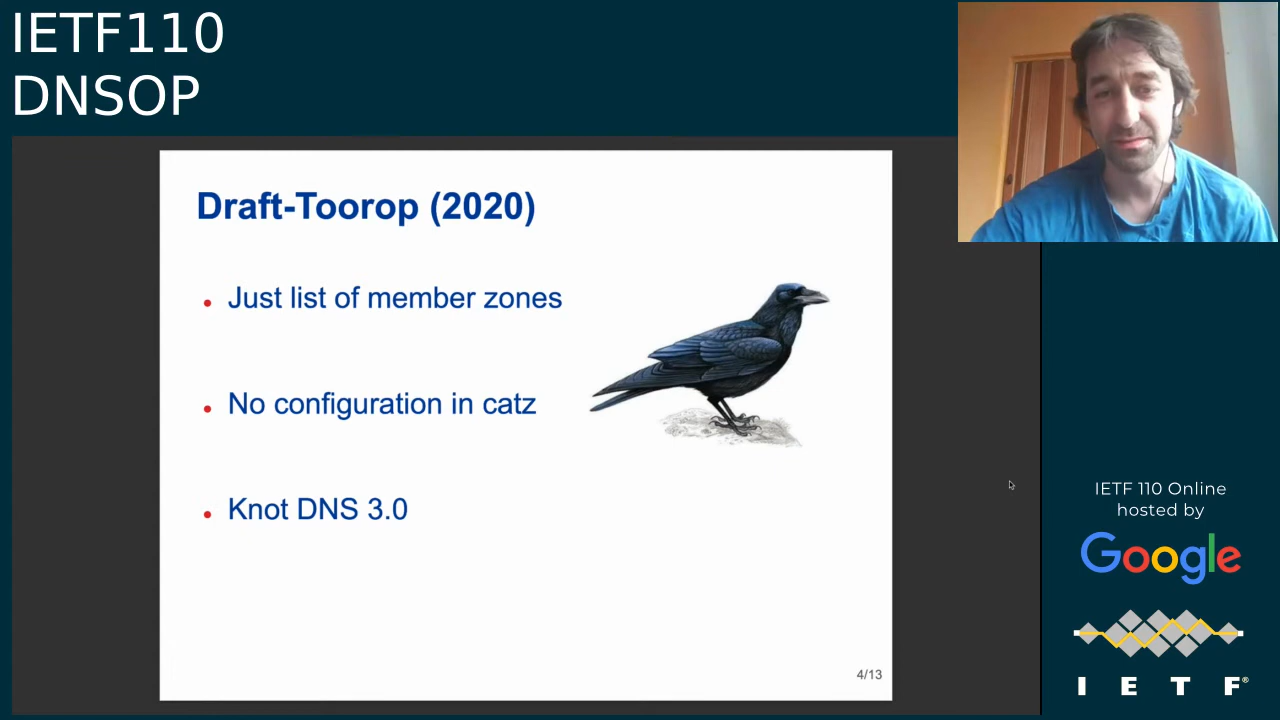 IETF110
DNSOP
Draft-Toorop (2020)
Just list of member zones
No configuration in catz
Knot DNS 3.0
4/13
IETF 110 Online
hosted by
Google
I E T F®